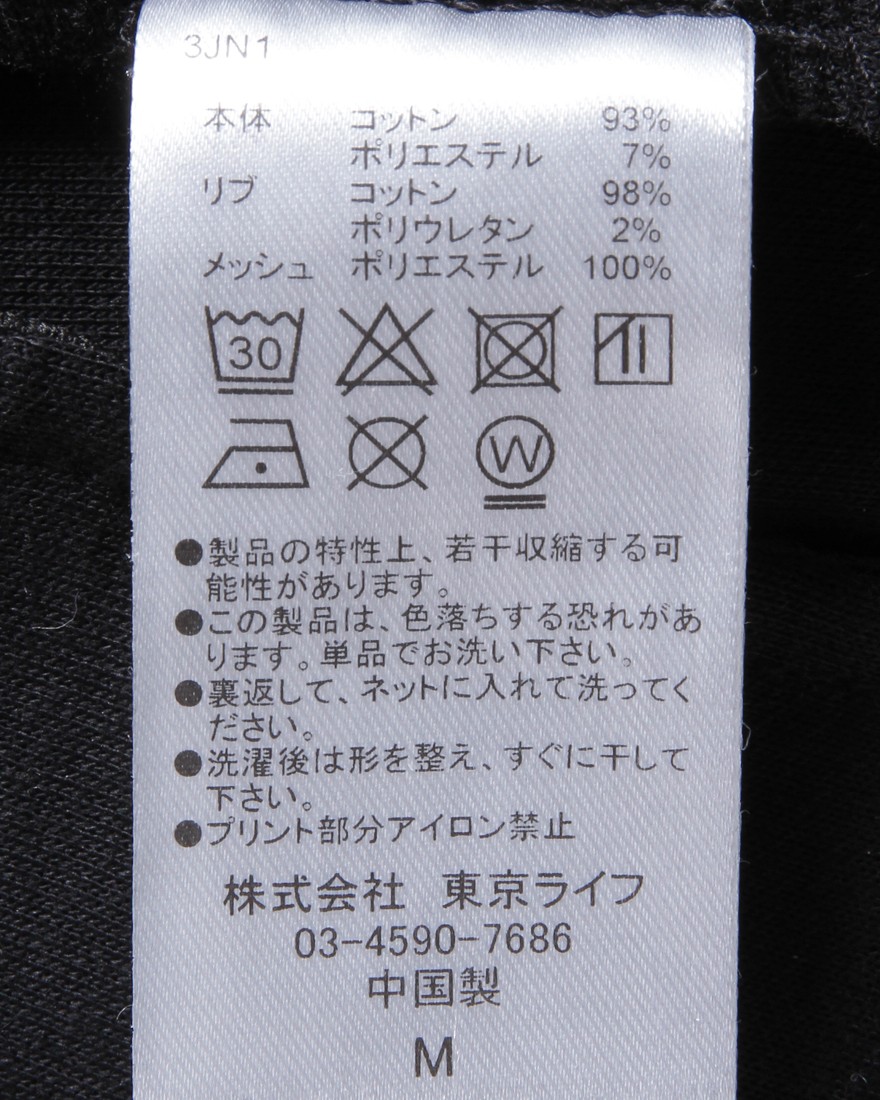 3JN1
本体 コットン 93%
ポリエステル 7%
リブ コットン 98%
ポリウレタン 2%
メッシュ ポリエステル 100%
30
W
●製品の特性上、若干収縮する可
能性があります。
●この製品は、色落ちする恐れがあ
ります。単品でお洗い下さい。
●裏返して、ネットに入れて洗ってく
ださい。
●洗濯後は形を整え、すぐに干して
下さい。
●プリント部分アイロン禁止
株式会社 東京ライフ
03-4590-7686
中国製
M